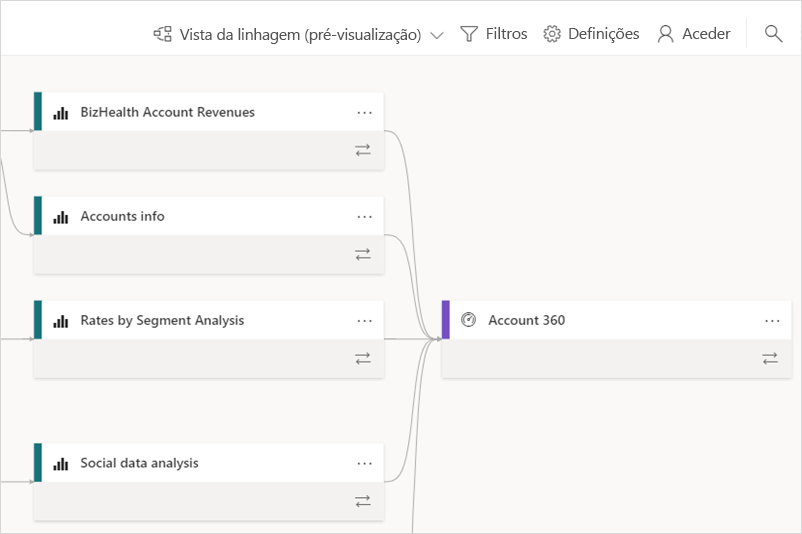 Vista da linhagem (pré-visualização) Filtros Definições Aceder
BizHealth Account Revenues
Accounts info
Rates by Segment Analysis
Account 360
Social data analysis